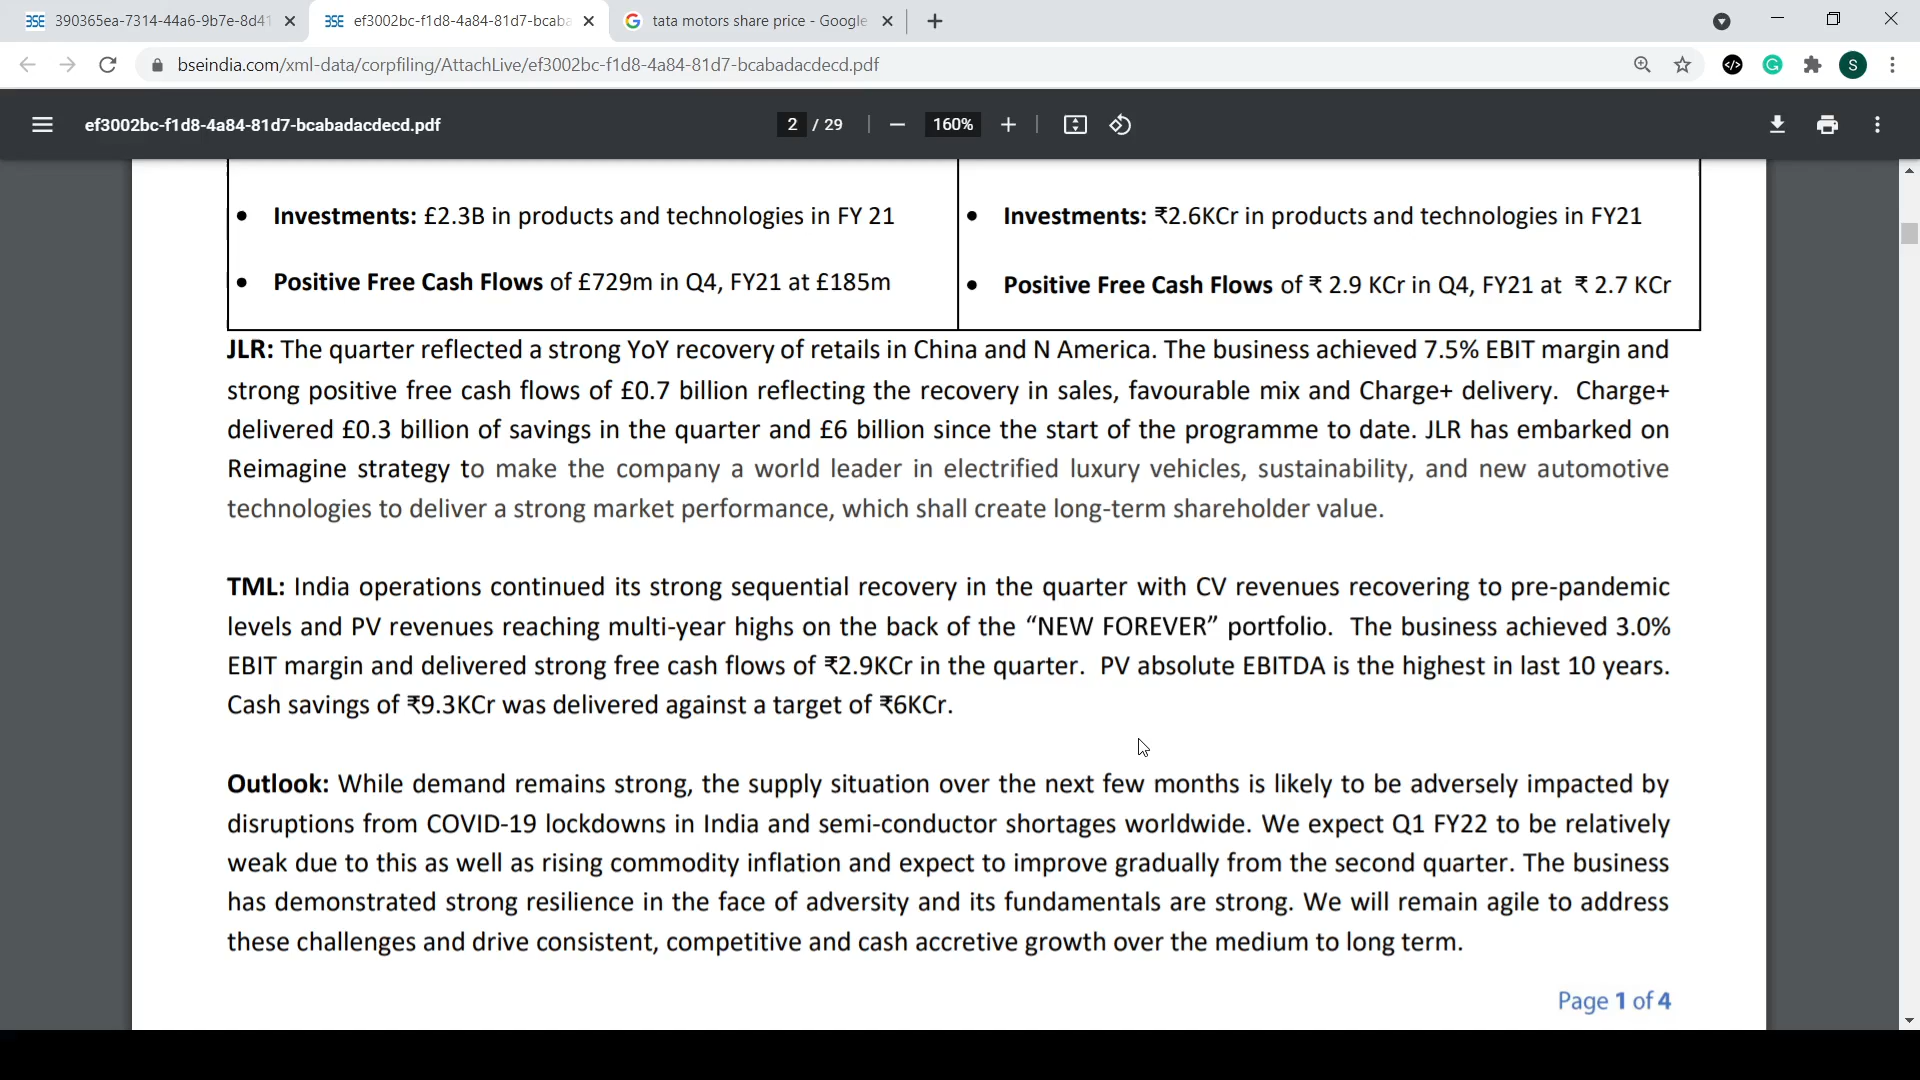 390365ea-7314-44a6-9b7e-8d41
ef3002bc-f1d8-4a84-81d7-bcaba
tata motors share price - Google
bseindia.com/xml-data/corpfiling/AttachLive/ef3002bc-f1d8-4a84-81d7-bcabadacdecd.pdf
S
ef3002bc-f1d8-4a84-81d7-bcabadacdecd.pdf
2 / 29
160%
• Investments: £2.3B in products and technologies in FY 21
• Investments: ₹2.6KCr in products and technologies in FY21
• Positive Free Cash Flows of £729m in Q4, FY21 at £185m
• Positive Free Cash Flows of ₹ 2.9 KCr in Q4, FY21 at ₹ 2.7 KCr
JLR: The quarter reflected a strong YoY recovery of retails in China and N America. The business achieved 7.5% EBIT margin and
strong positive free cash flows of £0.7 billion reflecting the recovery in sales, favourable mix and Charge+ delivery. Charge+
delivered £0.3 billion of savings in the quarter and £6 billion since the start of the programme to date. JLR has embarked on
Reimagine strategy to make the company a world leader in electrified luxury vehicles, sustainability, and new automotive
technologies to deliver a strong market performance, which shall create long-term shareholder value.
TML: India operations continued its strong sequential recovery in the quarter with CV revenues recovering to pre-pandemic
levels and PV revenues reaching multi-year highs on the back of the “NEW FOREVER” portfolio. The business achieved 3.0%
EBIT margin and delivered strong free cash flows of ₹2.9KCr in the quarter. PV absolute EBITDA is the highest in last 10 years.
Cash savings of ₹9.3KCr was delivered against a target of ₹6KCr.
Outlook: While demand remains strong, the supply situation over the next few months is likely to be adversely impacted by
disruptions from COVID-19 lockdowns in India and semi-conductor shortages worldwide. We expect Q1 FY22 to be relatively
weak due to this as well as rising commodity inflation and expect to improve gradually from the second quarter. The business
has demonstrated strong resilience in the face of adversity and its fundamentals are strong. We will remain agile to address
these challenges and drive consistent, competitive and cash accretive growth over the medium to long term.
Page 1 of 4